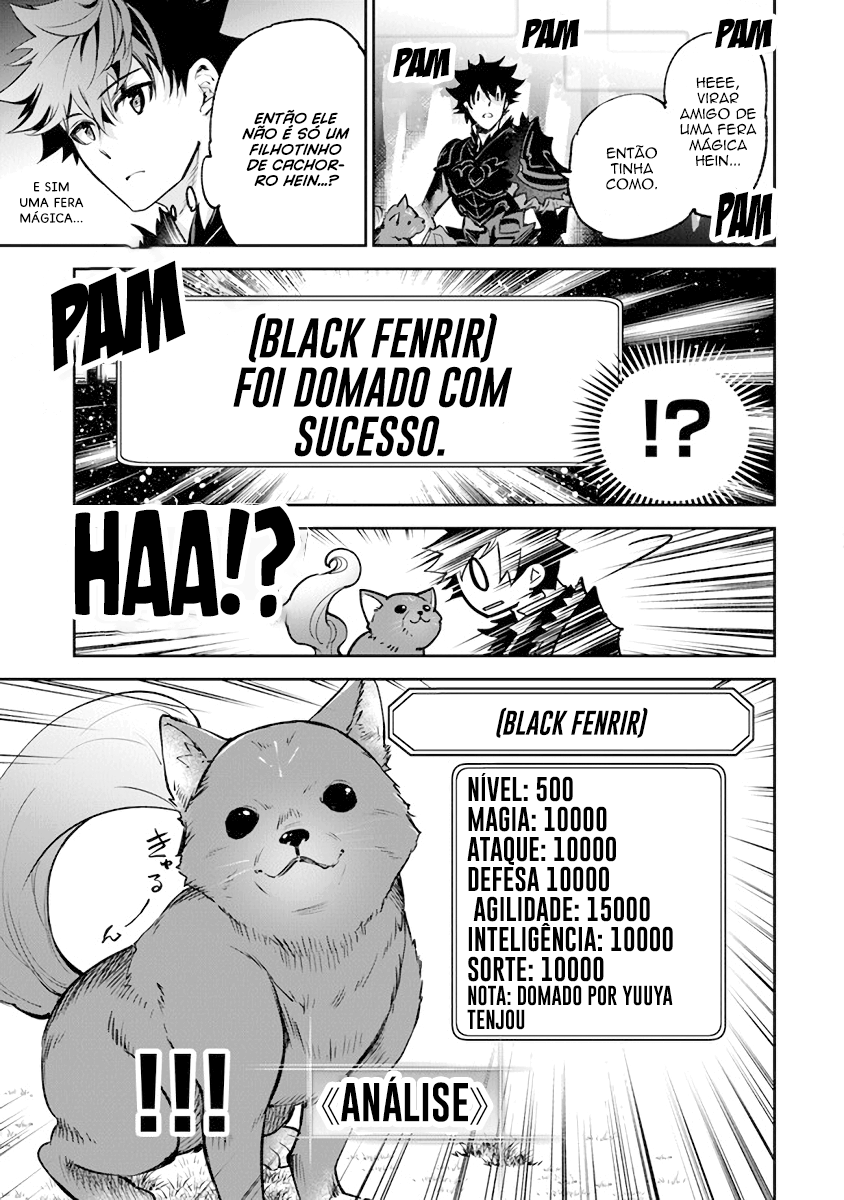 PAM
PAM
PAM
HEEE,
VIRAR
AMIGO DE
UMA FERA
MÁGICA
HEIN...
ENTÃO
TINHA
COMO.
PAM
ENTÃO ELE
NÃO É SÓ UM
FILHOTINHO
DE CACHOR-
RO HEIN...?
E SIM
UMA FERA
MÁGICA...
PAM
(BLACK FENRIR)
FOI DOMADO COM
SUCESSO.
!?
HAA!?
(BLACK FENRIR)
NÍVEL: 500
MAGIA: 10000
ATAQUE: 10000
DEFESA 10000
AGILIDADE: 15000
INTELIGÊNCIA: 10000
SORTE: 10000
NOTA: DOMADO POR YUUYA
TENJOU
きゅるん
!!!
《ANÁLISE》